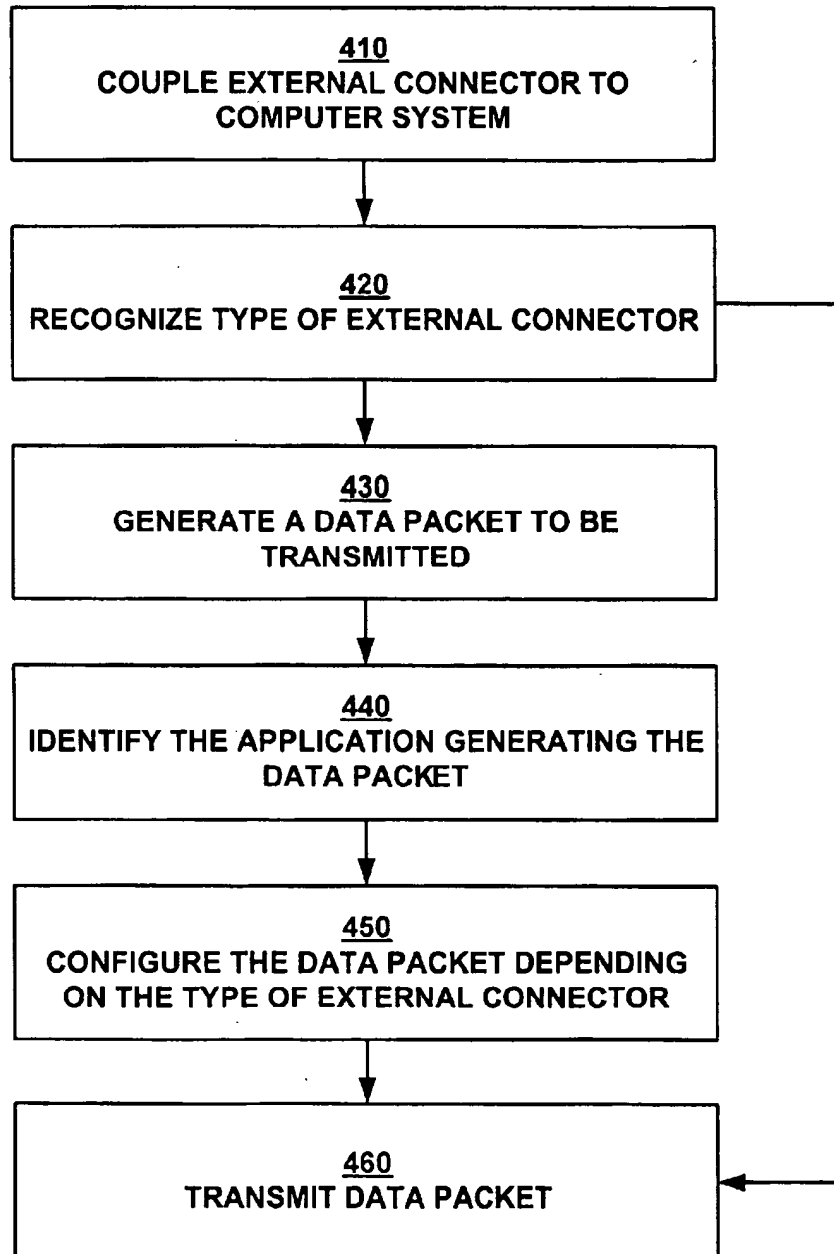 410
COUPLE EXTERNAL CONNECTOR TO
COMPUTER SYSTEM
420
RECOGNIZE TYPE OF EXTERNAL CONNECTOR
430
GENERATE A DATA PACKET TO BE
TRANSMITTED
440
IDENTIFY THE APPLICATION GENERATING THE
DATA PACKET
450
CONFIGURE THE DATA PACKET DEPENDING
ON THE TYPE OF EXTERNAL CONNECTOR
460
TRANSMIT DATA PACKET